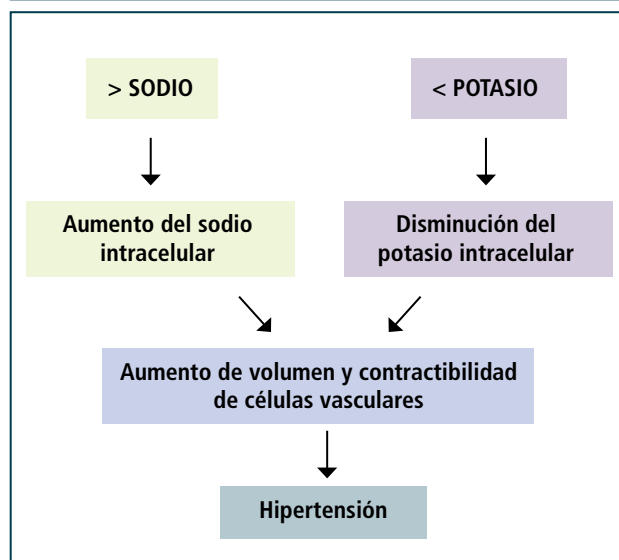 > SODIO
< POTASIO
Aumento del sodio
intracelular
Disminución del
potasio intracelular
Aumento de volumen y contractibilidad
de células vasculares
Hipertensión